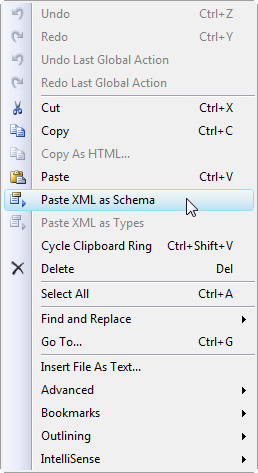 Undo Ctrl+Z
Redo Ctrl+Y
Undo Last Global Action
Redo Last Global Action
Cut Ctrl+X
Copy Ctrl+C
Copy As HTML...
Paste Ctrl+V
Paste XML as Schema
Paste XML as Types
Cycle Clipboard Ring Ctrl+Shift+V
Delete Del
Select All Ctrl+A
Find and Replace
Go To... Ctrl+G
Insert File As Text...
Advanced
Bookmarks
Outlining
IntelliSense